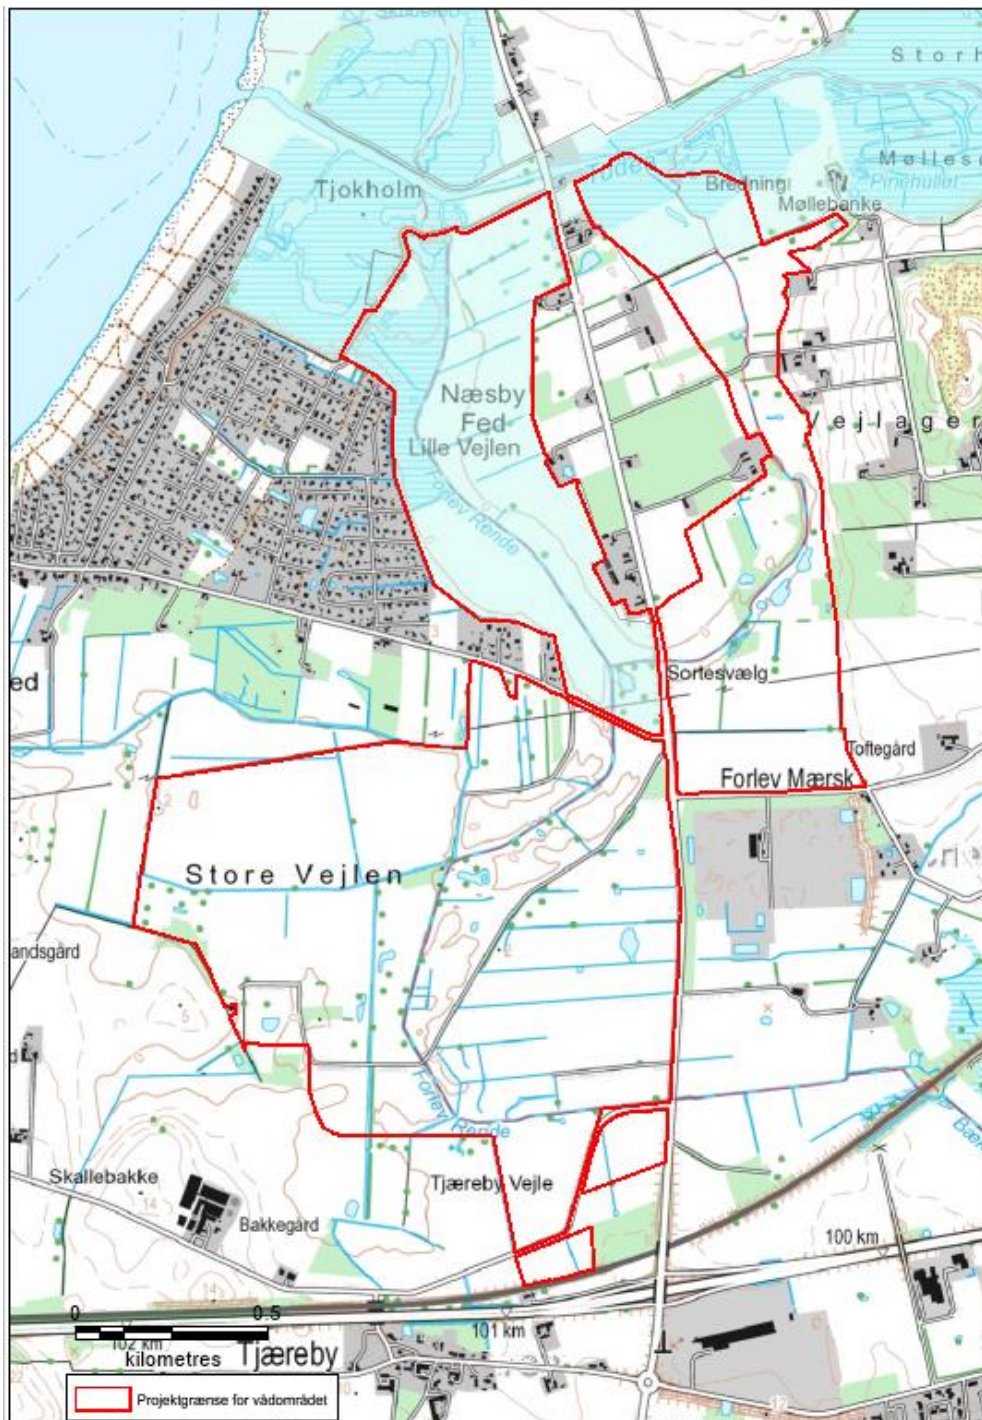 Storh
Tjokholm
Bredning
Mølleso
Pinehullet
Møllebanke
Næsby
Fed
Lille Vejlen
Vejlager
Forlev Rende
Sortesvælg
ed
Toftegård
Forlev Mærsk
Store Vejlen
andsgård
Forlev Rende
Skallebakke
Tjæreby Vejle
Bakkegård
100 km
0
0.5
101 km
102 km
kilometres
Tjæreby
Projektgrænse for vådområdet